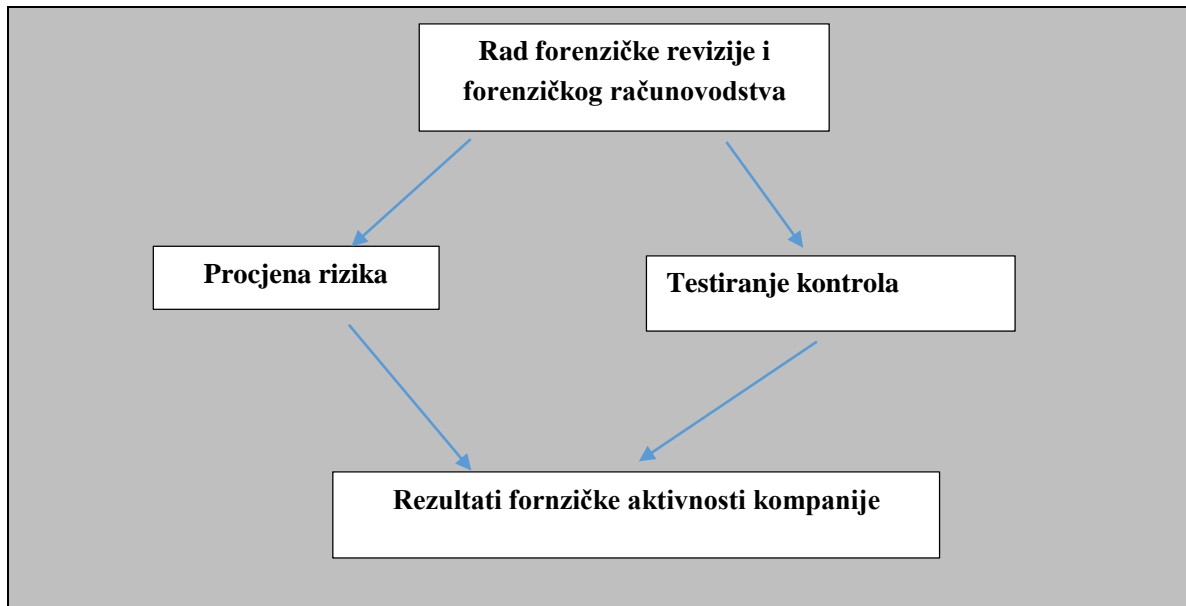 Rad forenzičke revizije i
forenzičkog računovodstva
Procjena rizika
Testiranje kontrola
Rezultati fornzičke aktivnosti kompanije